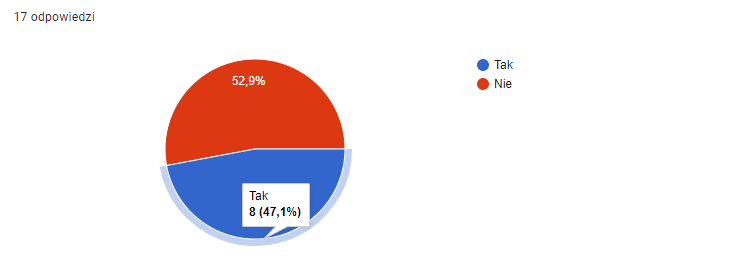 17 odpowiedzi
52,9%
Tak
8 (47,1%)
Tak
Nie